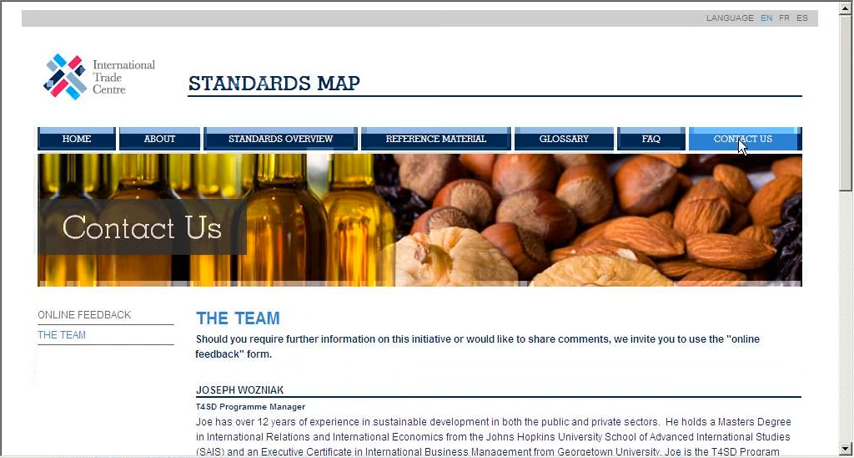 LANGUAGE EN FR ES
International
Trade
Centre
STANDARDS MAP
HOME ABOUT STANDARDS OVERVIEW REFERENCE MATERIAL GLOSSARY FAQ CONTACT US
Contact Us
ONLINE FEEDBACK
THE TEAM
THE TEAM
Should you require further information on this initiative or would like to share comments, we invite you to use the "online
feedback" form.
JOSEPH WOZNIAK
T4SD Programme Manager
Joe has over 12 years of experience in sustainable development in both the public and private sectors. He holds a Masters Degree
in International Relations and International Economics from the Johns Hopkins University School of Advanced International Studies
(SAIS) and an Executive Certificate in International Business Management from Georgetown University. Joe is the T4SD Program